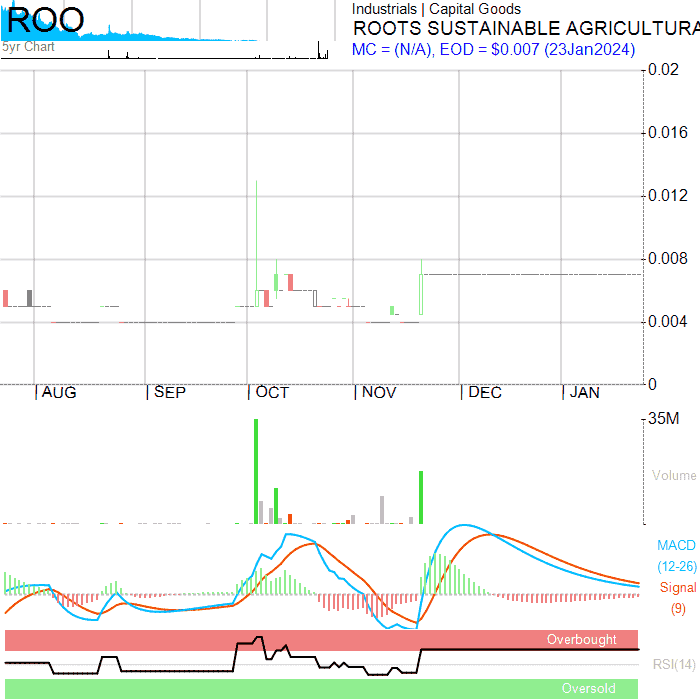 ROO
Industrials | Capital Goods
ROOTS SUSTAINABLE AGRICULTURA
5yr Chart
MC = (N/A), EOD = $0.007 (23Jan2024)
0.02
0.016
0.012
0.008
0.004
0
AUG SEP OCT NOV DEC JAN
35M
Volume
MACD
(12-26)
Signal
(9)
Overbought
RSI(14)
Oversold